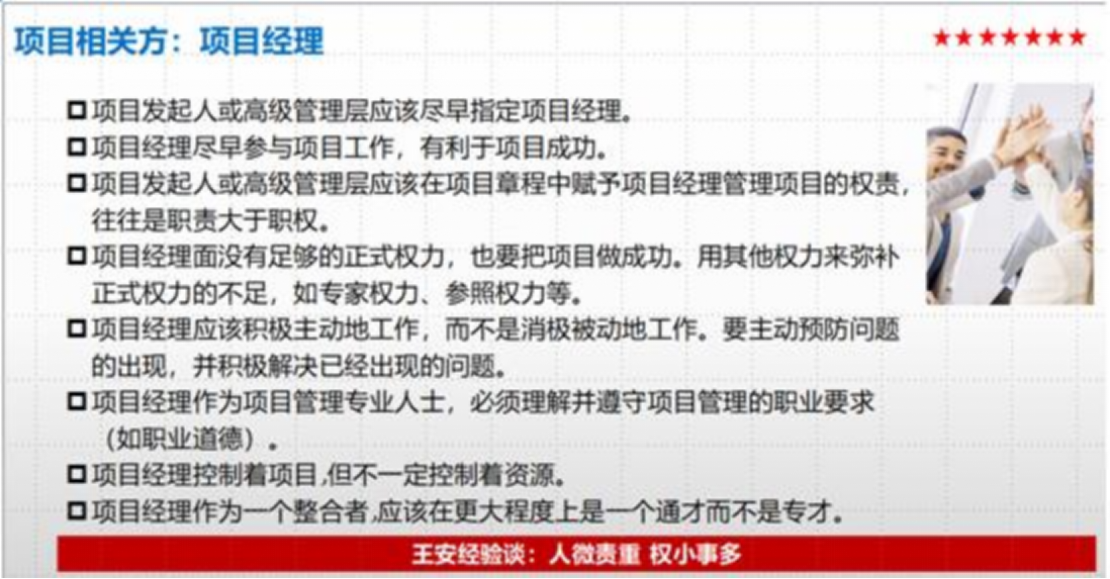 项目相关方：项目经理
★★★★★★★
项目发起人或高级管理层应该尽早指定项目经理。
项目经理尽早参与项目工作，有利于项目成功。
项目发起人或高级管理层应该在项目章程中赋予项目经理管理项目的权责，
往往是职责大于职权。
项目经理面没有足够的正式权力，也要把项目做成功。用其他权力来弥补
正式权力的不足，如专家权力、参照权力等。
项目经理应该积极主动地工作，而不是消极被动地工作。要主动预防问题
的出现，并积极解决已经出现的问题。
项目经理作为项目管理专业人士，必须理解并遵守项目管理的职业要求
（如职业道德）。
项目经理控制着项目,但不一定控制着资源。
项目经理作为一个整合者,应该在更大程度上是一个通才而不是专才。
王安经验谈：人微责重 权小事多